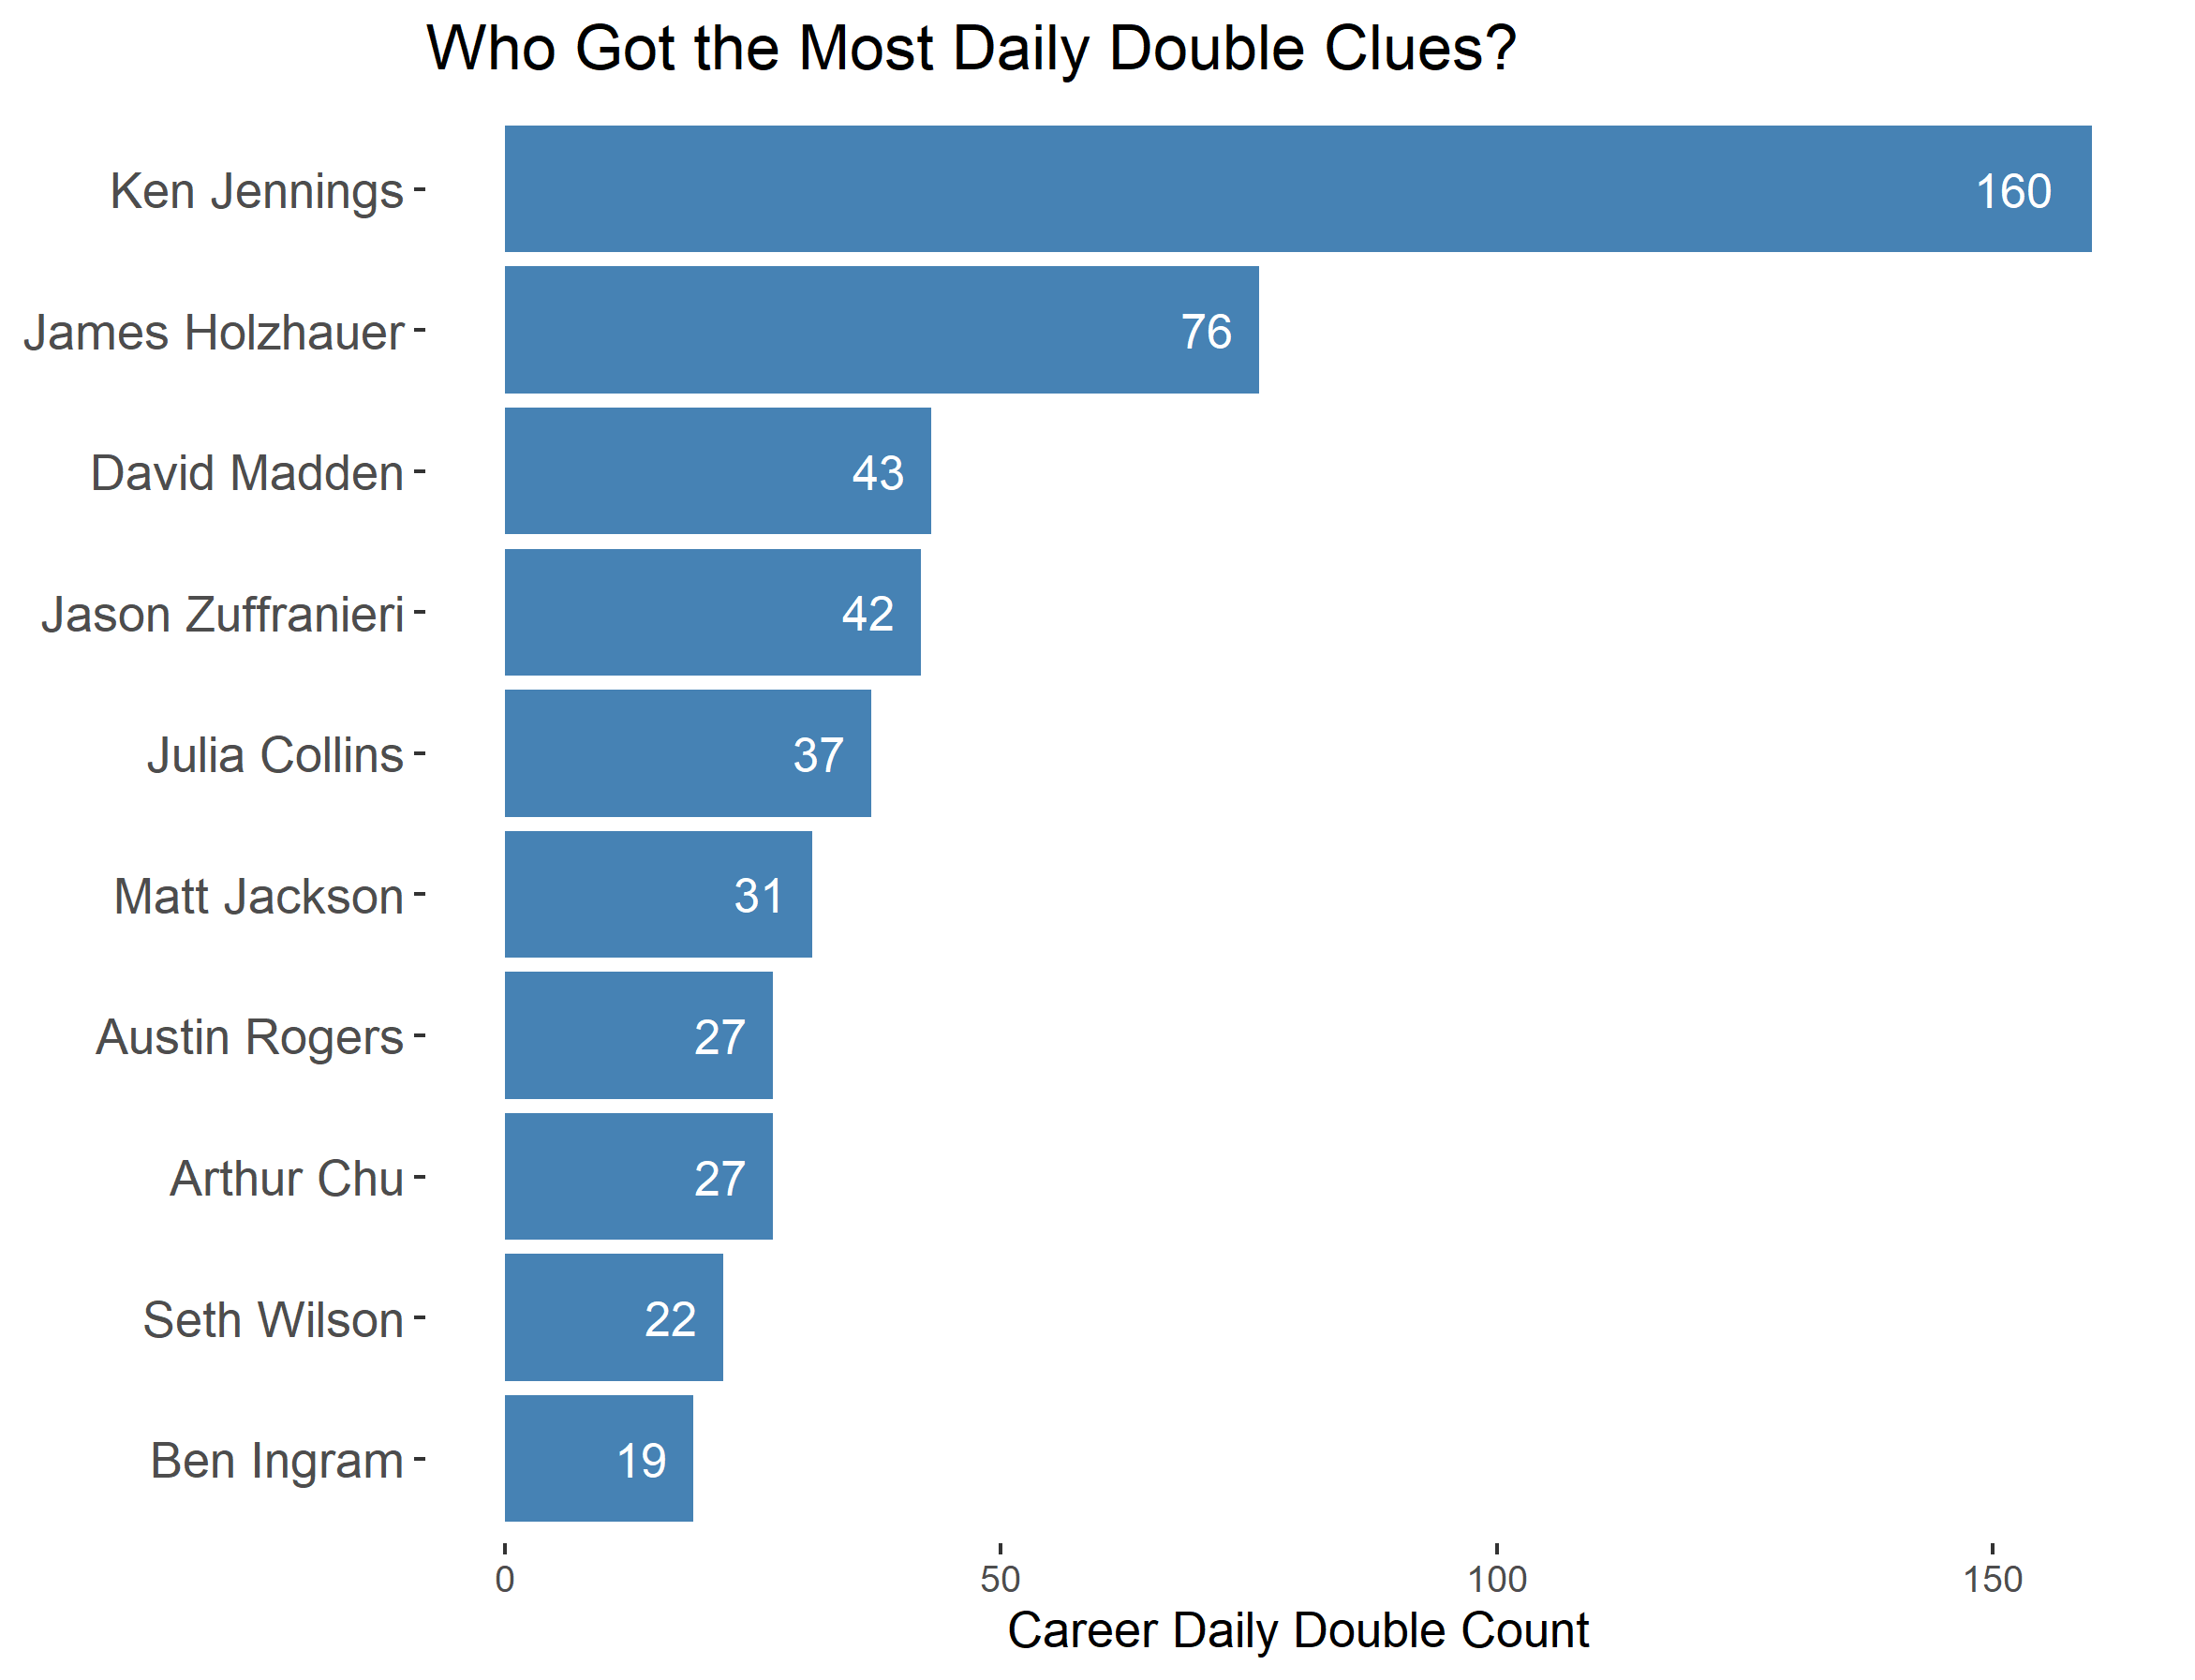 Who Got the Most Daily Double Clues?
Ken Jennings 160
James Holzhauer 76
David Madden 43
Jason Zuffranieri 42
Julia Collins 37
Matt Jackson 31
Austin Rogers 27
Arthur Chu 27
Seth Wilson 22
Ben Ingram 19
0 50 100 150
Career Daily Double Count